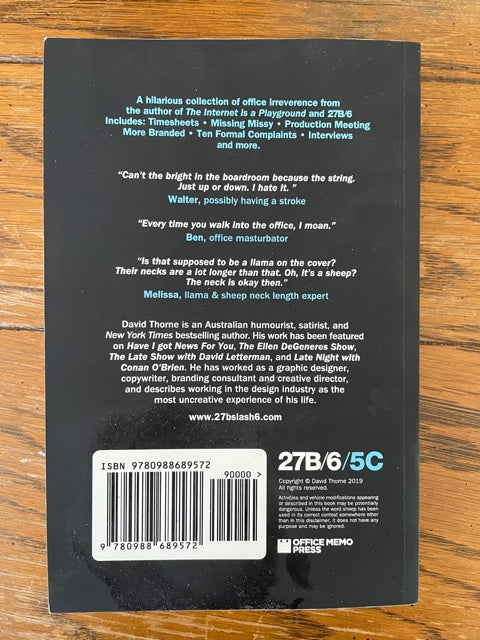 A hilarious collection of office irreverence from
the author of The Internet is a Playground and 27B/6
Includes: Timesheets • Missing Missy • Production Meeting
More Branded • Ten Formal Complaints • Interviews
and more.
“Can't the bright in the boardroom because the string.
Just up or down. I hate it. ”
Walter, possibly having a stroke
“Every time you walk into the office, I moan.”
Ben, office masturbator
“Is that supposed to be a llama on the cover?
Their necks are a lot longer than that. Oh, it's a sheep?
The neck is okay then.”
Melissa, llama & sheep neck length expert
David Thorne is an Australian humourist, satirist, and
New York Times bestselling author. His work has been featured
on Have I got News For You, The Ellen DeGeneres Show,
The Late Show with David Letterman, and Late Night with
Conan O'Brien. He has worked as a graphic designer,
copywriter, branding consultant and creative director,
and describes working in the design industry as the
most uncreative experience of his life.
www.27bslash6.com
ISBN 9780988689572
90000 >
9 780988 689572 >
27B/6/5C
Copyright © David Thorne 2019
All rights reserved.
Activities and vehicle modifications appearing
or described in this book may be potentially
dangerous. Unless the word sheep has been
used in its correct context somewhere other
than in this disclaimer, it does not have any
purpose and may be ignored.
OFFICE MEMO
PRESS